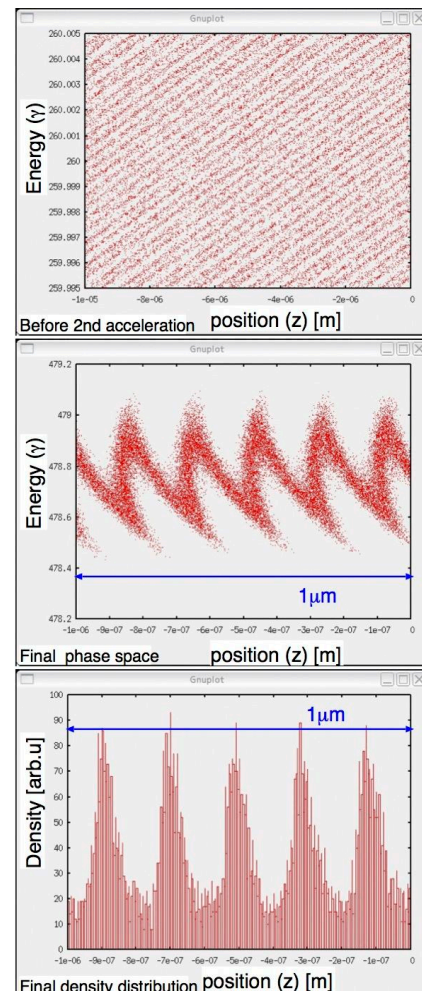 Gnuplot
260.005
260.004
260.003
260.002
260.001
260
259.999
259.998
259.997
259.996
259.995
Energy (γ)
-1e-05 -8e-06 -6e-06 -4e-06 -2e-06 0
Before 2nd acceleration position (z) [m]
Gnuplot
479.2
479
478.8
478.6
478.4
478.2
Energy (γ)
1μm
-1e-06 -9e-07 -8e-07 -7e-07 -6e-07 -5e-07 -4e-07 -3e-07 -2e-07 -1e-07 0
Final phase space position (z) [m]
Gnuplot
100
90
80
70
60
50
40
30
20
10
0
Density [arb.u]
1μm
-1e-06 -9e-07 -8e-07 -7e-07 -6e-07 -5e-07 -4e-07 -3e-07 -2e-07 -1e-07 0
Final density distribution position (z) [m]